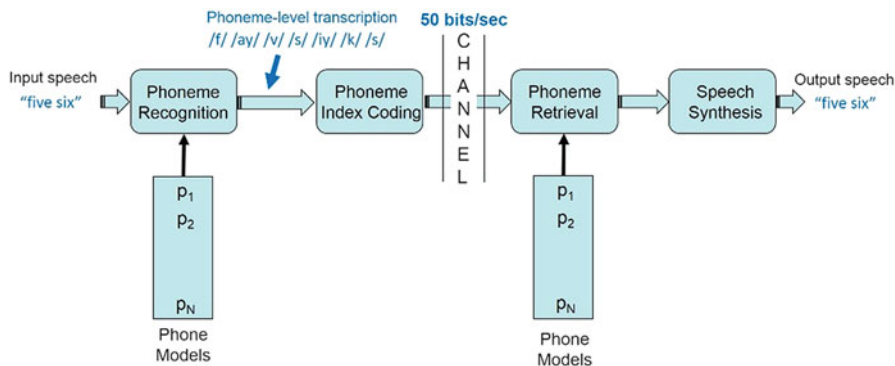 Phoneme-level transcription
/f/ /ay/ /v/ /s/ /iy/ /k/ /s/
50 bits/sec
Input speech
"five six"
Phoneme
Recognition
Phoneme
Index Coding
CHANNEL
Phoneme
Retrieval
Speech
Synthesis
Output speech
"five six"
p1
p2
pN
Phone
Models
p1
p2
pN
Phone
Models